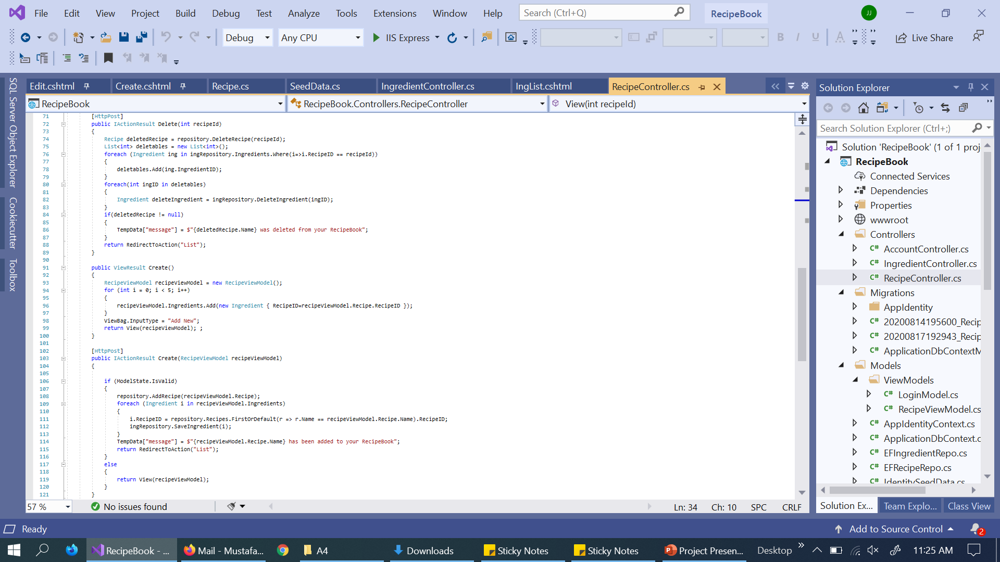 File Edit View Project Build Debug Test Analyze Tools Extensions Window Help Search (Ctrl+Q) RecipeBook JJ
Debug Any CPU IIS Express Live Share
SQL Server Object Explorer
Cookiecutter
Toolbox
Edit.cshtml Create.cshtml Recipe.cs SeedData.cs IngredientController.cs IngList.cshtml RecipeController.cs
RecipeBook RecipeBook.Controllers.RecipeController View(int recipeId)
71 [HttpPost]
72 public IActionResult Delete(int recipeId)
73 {
74 Recipe deletedRecipe = repository.DeleteRecipe(recipeId);
75 List<int> deletables = new List<int>();
76 foreach (Ingredient ing in ingRepository.Ingredients.Where(i=>i.RecipeID == recipeId))
77 {
78 deletables.Add(ing.IngredientID);
79 }
80 foreach(int ingID in deletables)
81 {
82 Ingredient deleteIngredient = ingRepository.DeleteIngredient(ingID);
83 }
84 if(deletedRecipe != null)
85 {
86 TempData["message"] = $"{deletedRecipe.Name} was deleted from your RecipeBook";
87 }
88 return RedirectToAction("List");
89 }
90
91 public ViewResult Create()
92 {
93 RecipeViewModel recipeViewModel = new RecipeViewModel();
94 for (int i = 0; i < 5; i++)
95 {
96 recipeViewModel.Ingredients.Add(new Ingredient { RecipeID=recipeViewModel.Recipe.RecipeID });
97 }
98 ViewBag.InputType = "Add New";
99 return View(recipeViewModel); ;
100 }
101
102 [HttpPost]
103 public IActionResult Create(RecipeViewModel recipeViewModel)
104 {
105
106 if (ModelState.IsValid)
107 {
108 repository.AddRecipe(recipeViewModel.Recipe);
109 foreach (Ingredient i in recipeViewModel.Ingredients)
110 {
111 i.RecipeID = repository.Recipes.FirstOrDefault(r => r.Name == recipeViewModel.Recipe.Name).RecipeID;
112 ingRepository.SaveIngredient(i);
113 }
114 TempData["message"] = $"{recipeViewModel.Recipe.Name} has been added to your RecipeBook";
115 return RedirectToAction("List");
116 }
117 else
118 {
119 return View(recipeViewModel);
120 }
121 }
57 % No issues found Ln: 34 Ch: 10 SPC CRLF
Solution Explorer
Search Solution Explorer (Ctrl+;)
Solution 'RecipeBook' (1 of 1 proj
RecipeBook
Connected Services
Dependencies
Properties
wwwroot
Controllers
C# AccountController.cs
C# IngredientController.cs
C# RecipeController.cs
Migrations
AppIdentity
C# 20200814195600_Recip
C# 20200817192943_Recip
C# ApplicationDbContextM
Models
ViewModels
C# LoginModel.cs
C# RecipeViewModel.cs
C# AppIdentityContext.cs
C# ApplicationDbContext.c
C# EFIngredientRepo.cs
C# EFRecipeRepo.cs
C# IdentitySeedData.cs
Solution Ex... Team Explo... Class View
Ready Add to Source Control 2
RecipeBook - ... Mail - Mustafa... A4 Downloads Sticky Notes Sticky Notes Project Presen... Desktop 11:25 AM